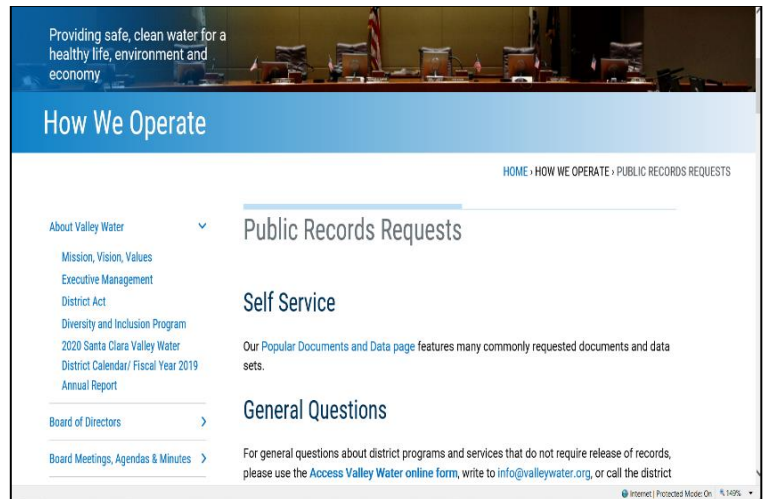 Providing safe, clean water for a
healthy life, environment and
economy
How We Operate
HOME › HOW WE OPERATE › PUBLIC RECORDS REQUESTS
About Valley Water
Mission, Vision, Values
Executive Management
District Act
Diversity and Inclusion Program
2020 Santa Clara Valley Water
District Calendar/ Fiscal Year 2019
Annual Report
Board of Directors
Board Meetings, Agendas & Minutes
Public Records Requests
Self Service
Our Popular Documents and Data page features many commonly requested documents and data
sets.
General Questions
For general questions about district programs and services that do not require release of records,
please use the Access Valley Water online form, write to info@valleywater.org, or call the district
Internet | Protected Mode: On
149%